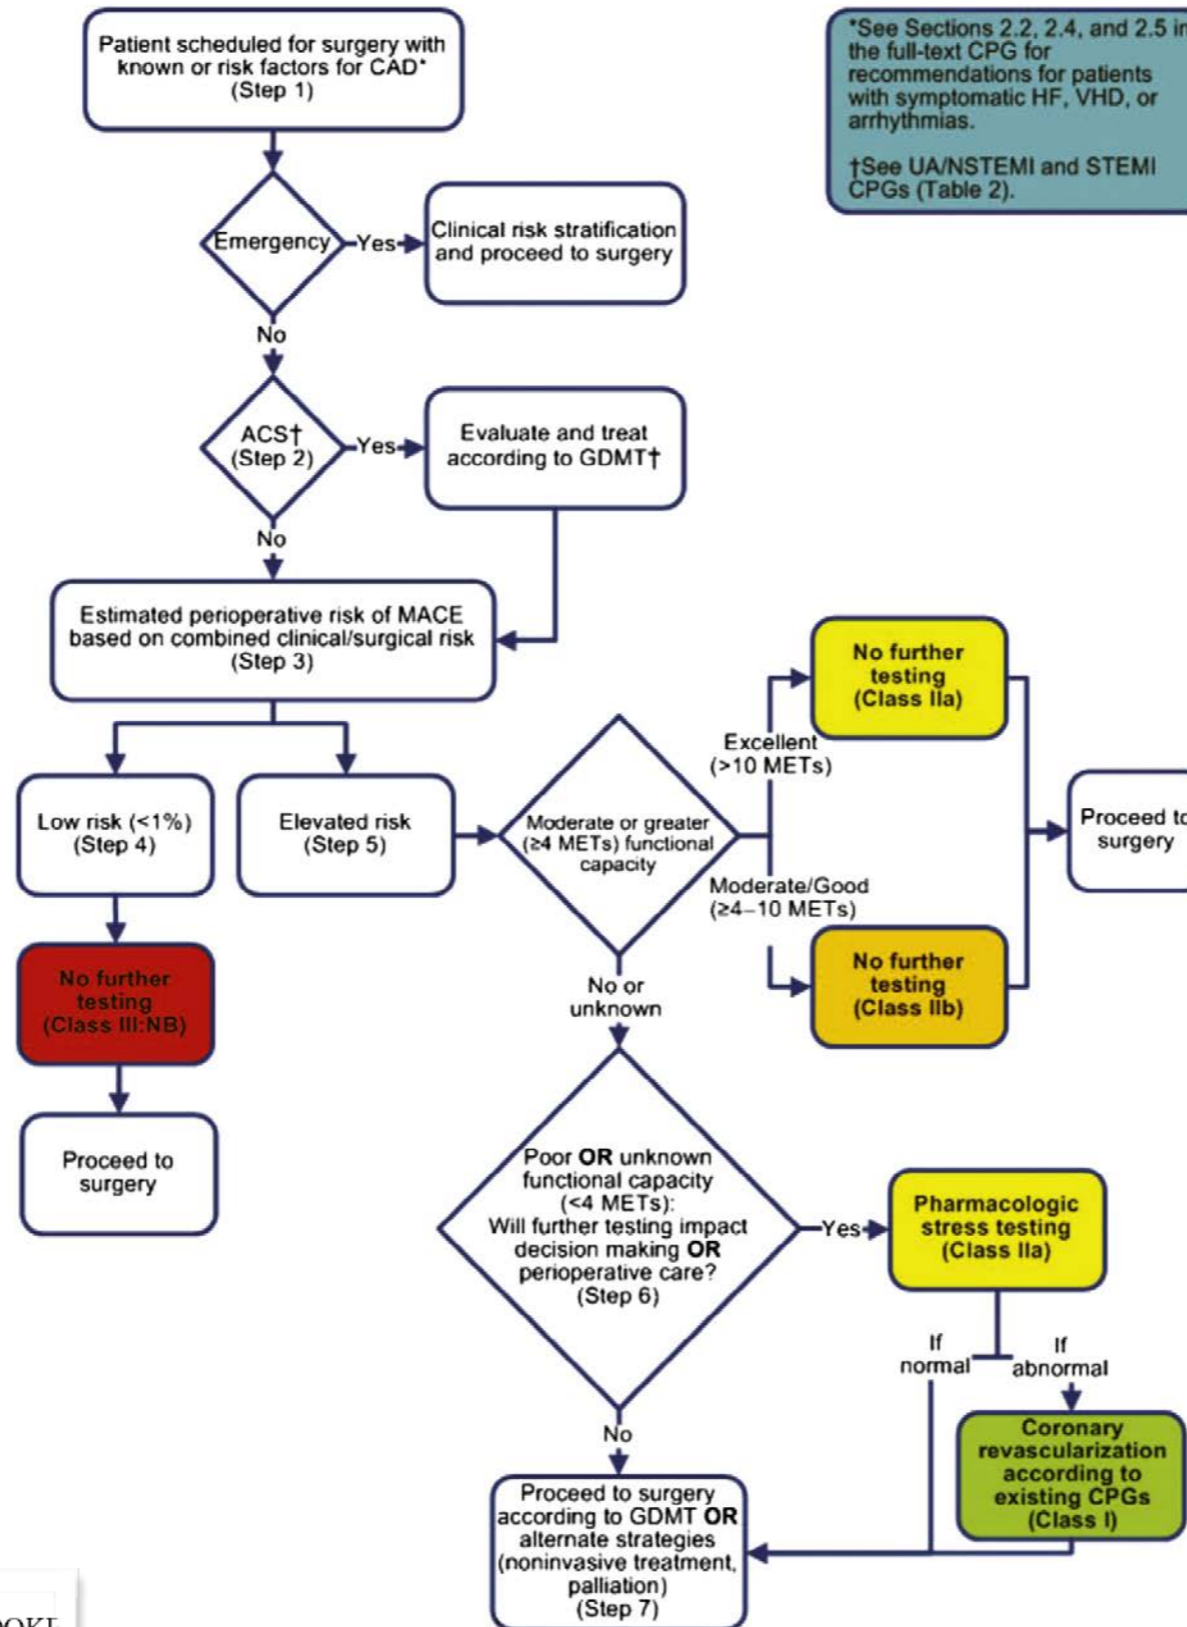 Patient scheduled for surgery with
known or risk factors for CAD*
(Step 1)
*See Sections 2.2, 2.4, and 2.5 in
the full-text CPG for
recommendations for patients
with symptomatic HF, VHD, or
arrhythmias.
†See UA/NSTEMI and STEMI
CPGs (Table 2).
Emergency
Yes
Clinical risk stratification
and proceed to surgery
No
ACS†
(Step 2)
Yes
Evaluate and treat
according to GDMT†
No
Estimated perioperative risk of MACE
based on combined clinical/surgical risk
(Step 3)
Low risk (<1%)
(Step 4)
Elevated risk
(Step 5)
Moderate or greater
(≥4 METs) functional
capacity
Excellent
(>10 METs)
No further
testing
(Class IIa)
Moderate/Good
(≥4–10 METs)
No further
testing
(Class IIb)
Proceed to
surgery
No further
testing
(Class III:NB)
Proceed to
surgery
No or
unknown
Poor OR unknown
functional capacity
(<4 METs):
Will further testing impact
decision making OR
perioperative care?
(Step 6)
Yes
Pharmacologic
stress testing
(Class IIa)
If
normal
If
abnormal
Coronary
revascularization
according to
existing CPGs
(Class I)
No
Proceed to surgery
according to GDMT OR
alternate strategies
(noninvasive treatment,
palliation)
(Step 7)